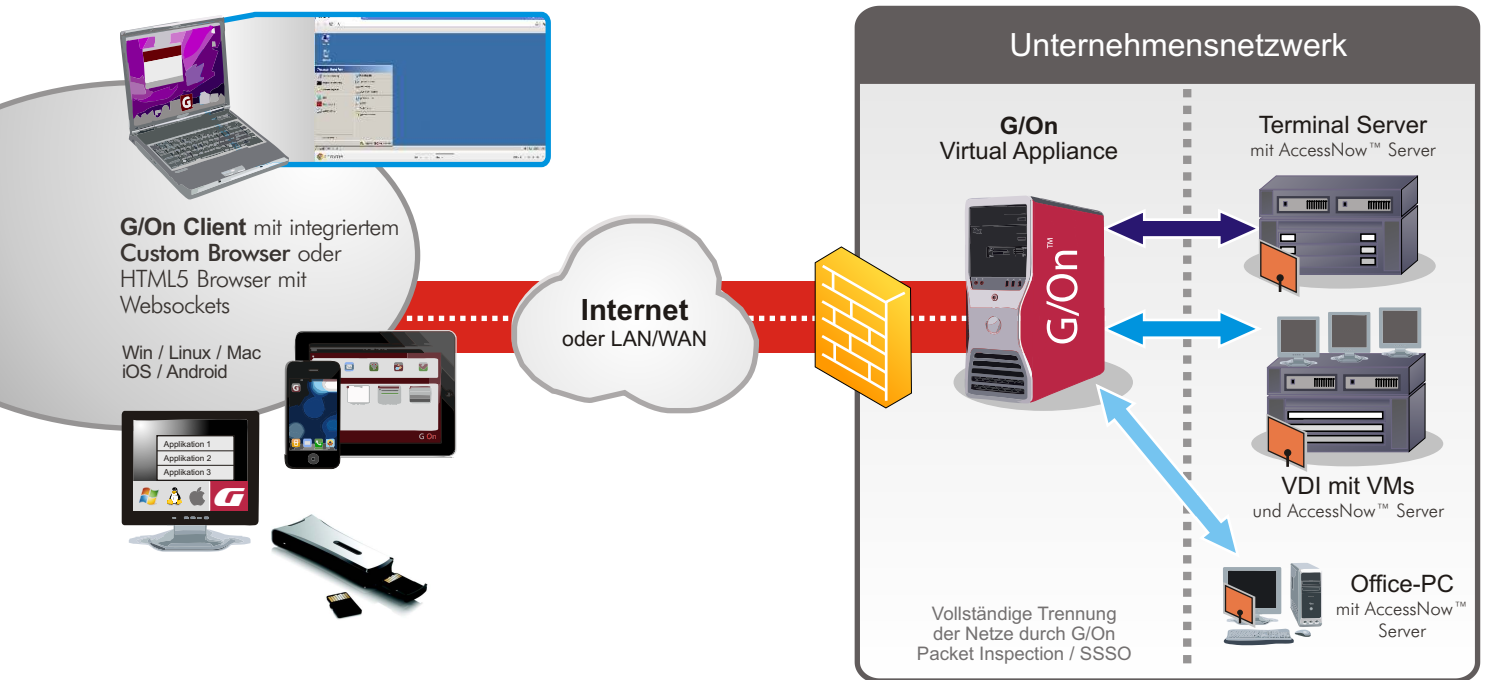 Unternehmensnetzwerk
G/On Client mit integriertem
Custom Browser oder
HTML5 Browser mit
Websockets
Win / Linux / Mac
iOS / Android
Applikation 1
Applikation 2
Applikation 3
G
G
G
G On
Internet
oder LAN/WAN
G/On
Virtual Appliance
G/On™
Vollständige Trennung
der Netze durch G/On
Packet Inspection / SSSO
Terminal Server
mit AccessNow™ Server
VDI mit VMs
und AccessNow™ Server
Office-PC
mit AccessNow™
Server